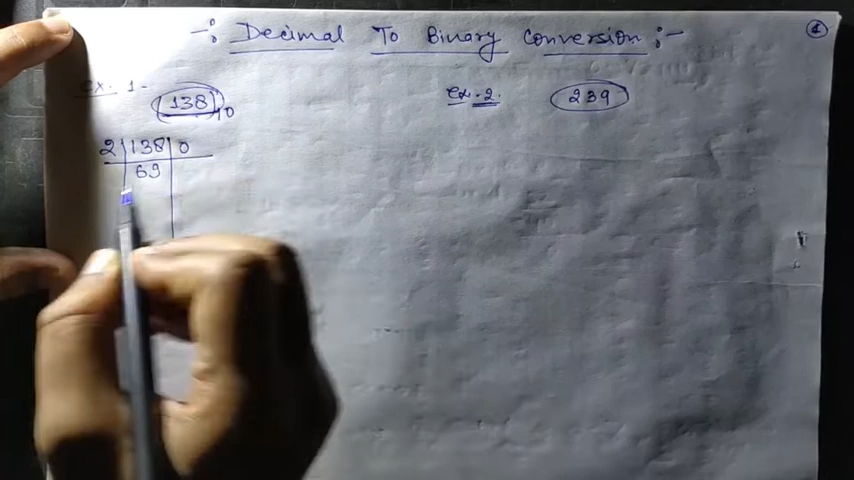 -: Decimal To Binary Conversion :- 1
Ex. 1- (138)10
Ex. 2. 239
2 138 0
69